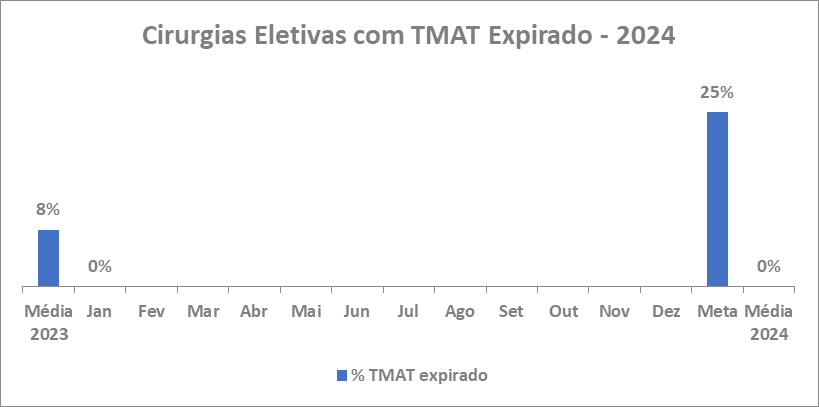 Cirurgias Eletivas com TMAT Expirado - 2024
25%
8%
0%
0%
Média 2023
Jan
Fev
Mar
Abr
Mai
Jun
Jul
Ago
Set
Out
Nov
Dez
Meta
Média 2024
% TMAT expirado